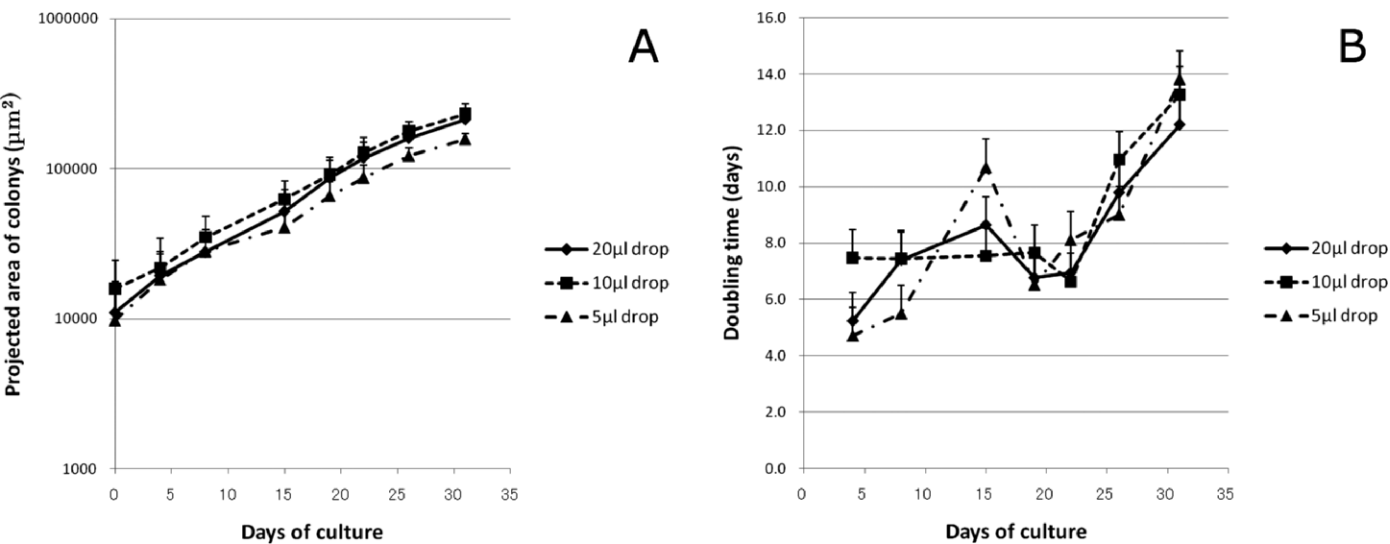 A
Projected area of colonys (µm²)
1000000
100000
10000
1000
0 5 10 15 20 25 30 35
Days of culture
20µl drop
10µl drop
5µl drop
B
Doubling time (days)
16.0
14.0
12.0
10.0
8.0
6.0
4.0
2.0
0.0
0 5 10 15 20 25 30 35
Days of culture
20µl drop
10µl drop
5µl drop